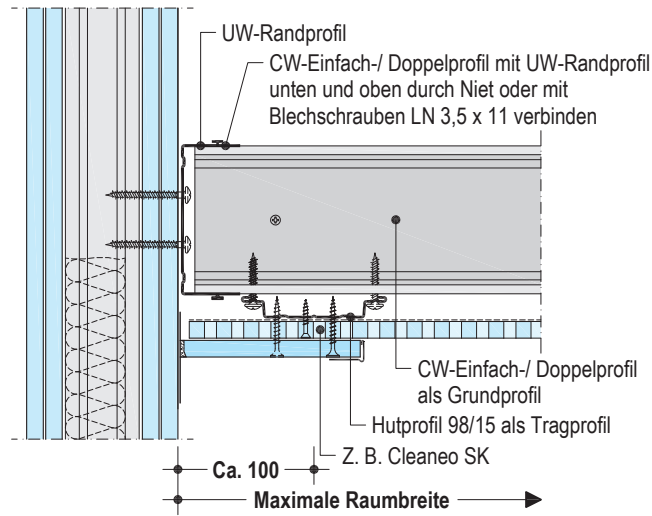 UW-Randprofil
CW-Einfach-/ Doppelprofil mit UW-Randprofil
unten und oben durch Niet oder mit
Blechschrauben LN 3,5 x 11 verbinden
CW-Einfach-/ Doppelprofil
als Grundprofil
Hutprofil 98/15 als Tragprofil
Z. B. Cleaneo SK
Ca. 100
Maximale Raumbreite